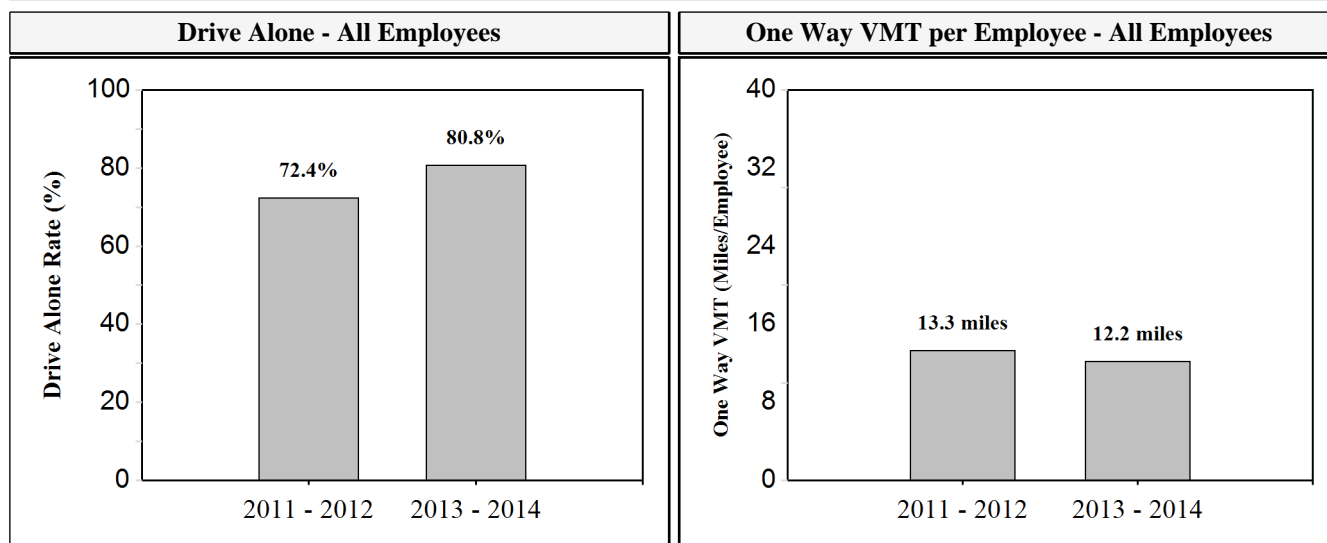 Drive Alone - All Employees
One Way VMT per Employee - All Employees
Drive Alone Rate (%)
100
80
60
40
20
0
72.4%
80.8%
2011 - 2012
2013 - 2014
One Way VMT (Miles/Employee)
40
32
24
16
8
0
13.3 miles
12.2 miles
2011 - 2012
2013 - 2014